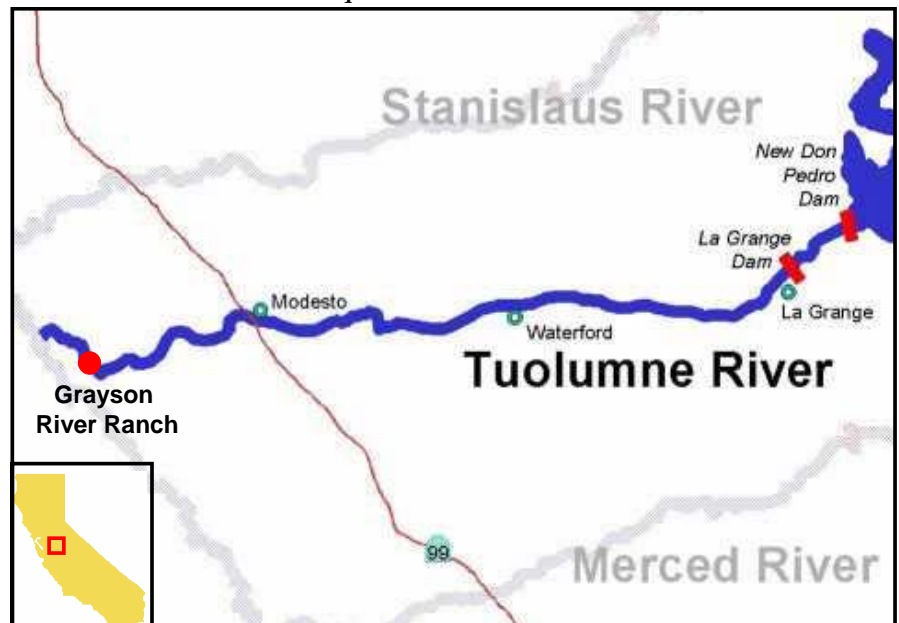 Stanislaus River
New Don
Pedro
Dam
La Grange
Dam
Modesto
La Grange
Waterford
Tuolumne River
Grayson
River Ranch
99
Merced River